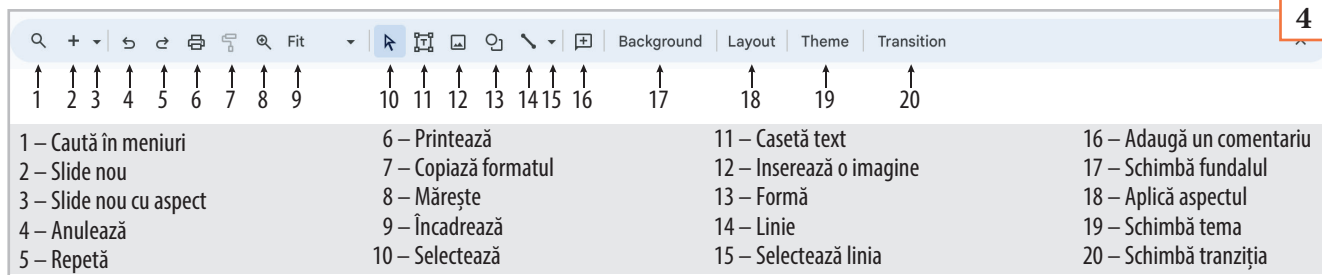 4
Fit Background Layout Theme Transition
1 2 3 4 5 6 7 8 9 10 11 12 13 14 15 16 17 18 19 20
1 – Caută în meniuri
2 – Slide nou
3 – Slide nou cu aspect
4 – Anulează
5 – Repetă
6 – Printează
7 – Copiază formatul
8 – Mărește
9 – Încadrează
10 – Selectează
11 – Casetă text
12 – Inserează o imagine
13 – Formă
14 – Linie
15 – Selectează linia
16 – Adaugă un comentariu
17 – Schimbă fundalul
18 – Aplică aspectul
19 – Schimbă tema
20 – Schimbă tranziția